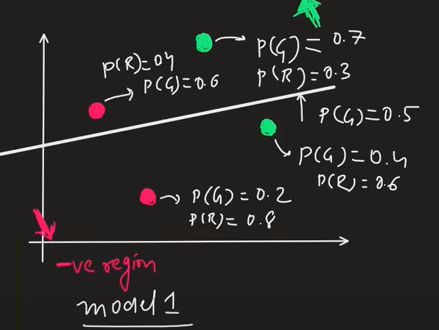 P(G) = 0.7
P(R) = 0.3
P(R) = 0.4
P(G) = 0.6
P(G) = 0.5
P(G) = 0.4
P(R) = 0.6
P(G) = 0.2
P(R) = 0.8
-ve region
model 1